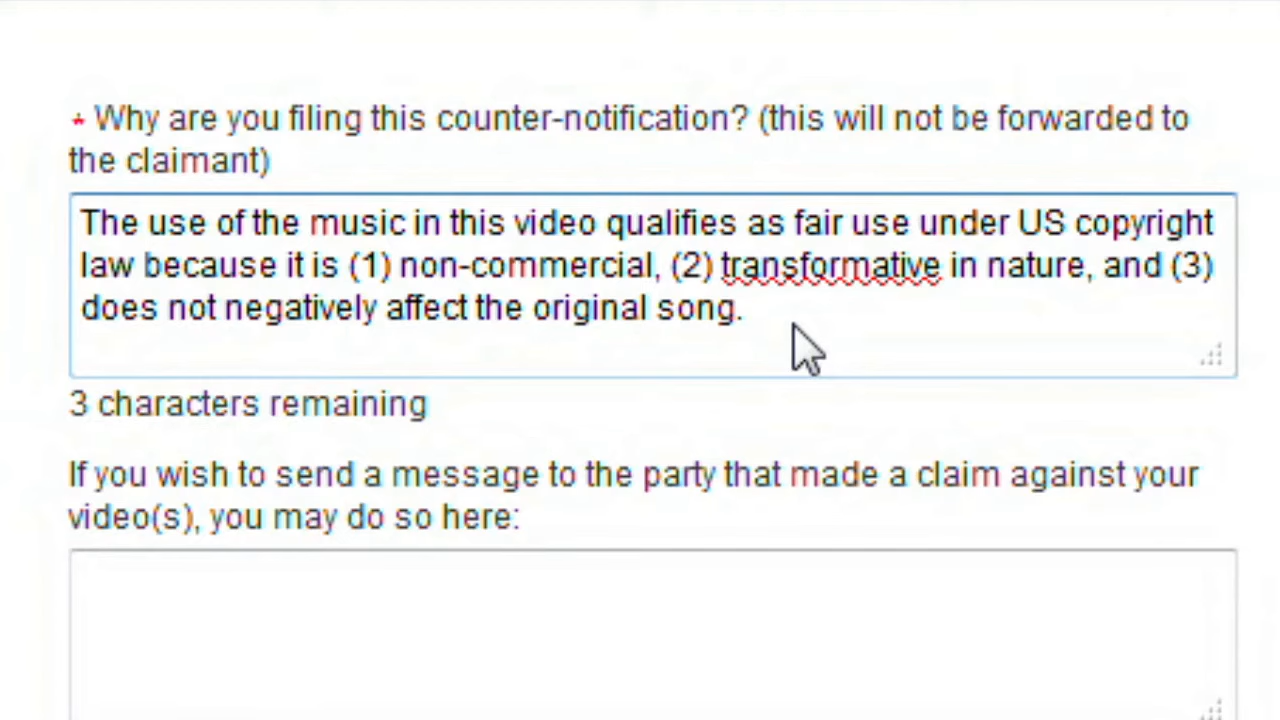 * Why are you filing this counter-notification? (this will not be forwarded to
the claimant)
The use of the music in this video qualifies as fair use under US copyright
law because it is (1) non-commercial, (2) transformative in nature, and (3)
does not negatively affect the original song.
3 characters remaining
If you wish to send a message to the party that made a claim against your
video(s), you may do so here: